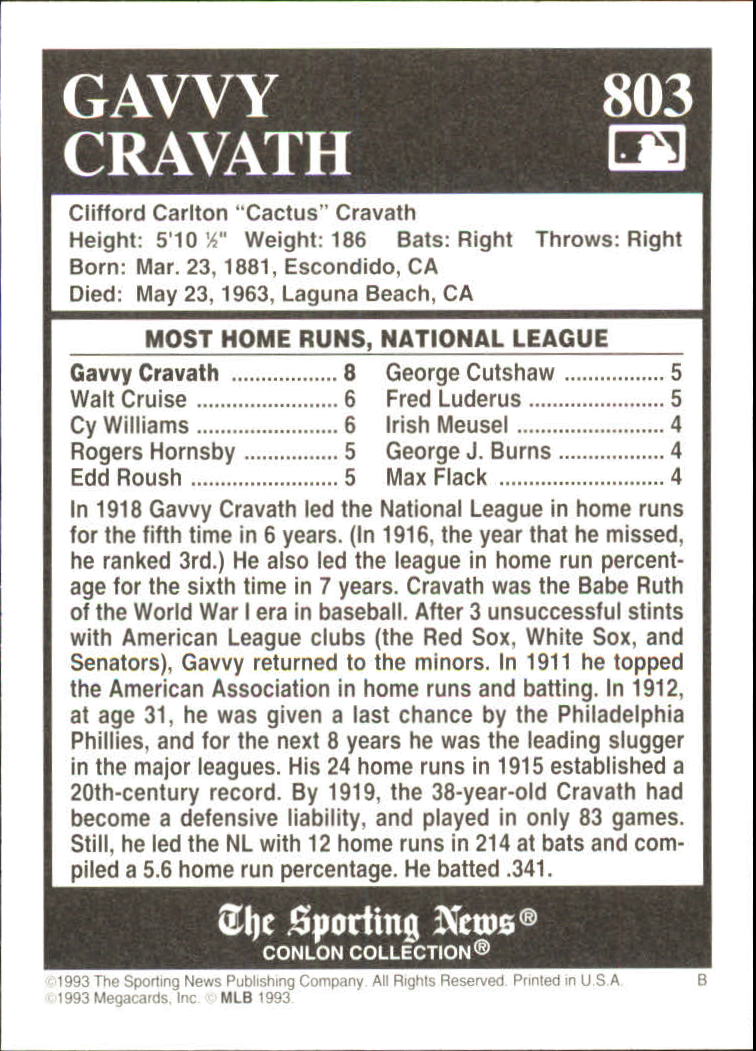 GAVVY
CRAVATH
803
Clifford Carlton "Cactus" Cravath
Height: 5'10 ½" Weight: 186 Bats: Right Throws: Right
Born: Mar. 23, 1881, Escondido, CA
Died: May 23, 1963, Laguna Beach, CA
MOST HOME RUNS, NATIONAL LEAGUE
Gavvy Cravath .................. 8 George Cutshaw ................. 5
Walt Cruise ........................ 6 Fred Luderus ....................... 5
Cy Williams ........................ 6 Irish Meusel ......................... 4
Rogers Hornsby ................ 5 George J. Burns .................. 4
Edd Roush ......................... 5 Max Flack ............................ 4
In 1918 Gavvy Cravath led the National League in home runs
for the fifth time in 6 years. (In 1916, the year that he missed,
he ranked 3rd.) He also led the league in home run percent-
age for the sixth time in 7 years. Cravath was the Babe Ruth
of the World War I era in baseball. After 3 unsuccessful stints
with American League clubs (the Red Sox, White Sox, and
Senators), Gavvy returned to the minors. In 1911 he topped
the American Association in home runs and batting. In 1912,
at age 31, he was given a last chance by the Philadelphia
Phillies, and for the next 8 years he was the leading slugger
in the major leagues. His 24 home runs in 1915 established a
20th-century record. By 1919, the 38-year-old Cravath had
become a defensive liability, and played in only 83 games.
Still, he led the NL with 12 home runs in 214 at bats and com-
piled a 5.6 home run percentage. He batted .341.
The Sporting News®
CONLON COLLECTION®
©1993 The Sporting News Publishing Company. All Rights Reserved. Printed in U.S.A. B
©1993 Megacards, Inc. © MLB 1993